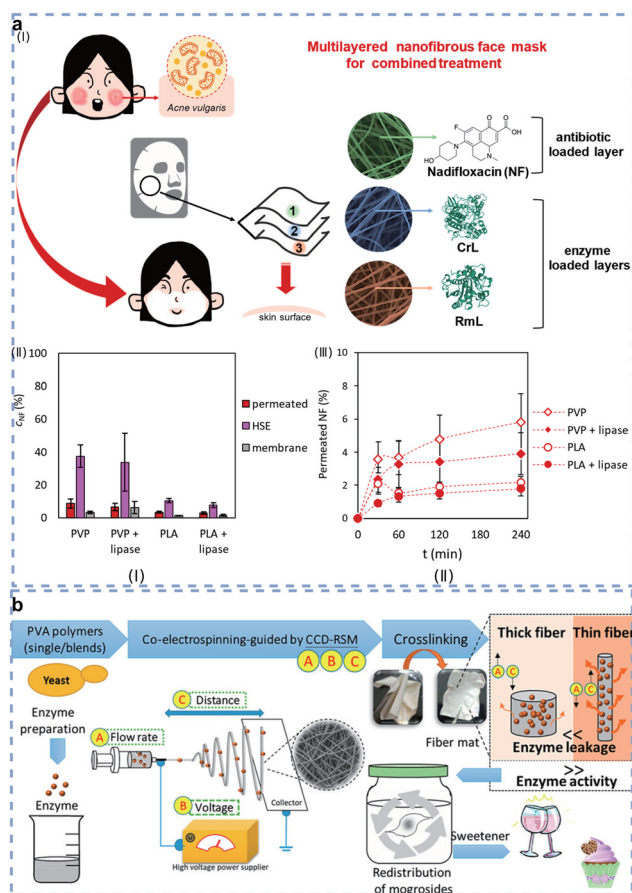 a
(I)
Multilayered nanofibrous face mask
for combined treatment
Acne vulgaris
F
O
O
OH
N
N
HO
Nadifloxacin (NF)
antibiotic
loaded layer
1
2
3
CrL
enzyme
loaded layers
RmL
skin surface
(II)
100
80
60
40
20
0
cNF (%)
permeated
HSE
membrane
PVP
PVP +
lipase
PLA
PLA +
lipase
(I)
(III)
10
8
6
4
2
0
Permeated NF (%)
PVP
PVP + lipase
PLA
PLA + lipase
0
60
120
180
240
t (min)
(II)
b
PVA polymers
(single/blends)
Co-electrospinning-guided by CCD-RSM
A B C
Crosslinking
Thick fiber
Thin fiber
Yeast
Enzyme
preparation
Enzyme
A
Flow rate
C
Distance
B
Voltage
Collector
High voltage power supplier
Fiber mat
A
C
A
C
<<
Enzyme leakage
>>
Enzyme activity
Sweetener
Redistribution
of mogrosides